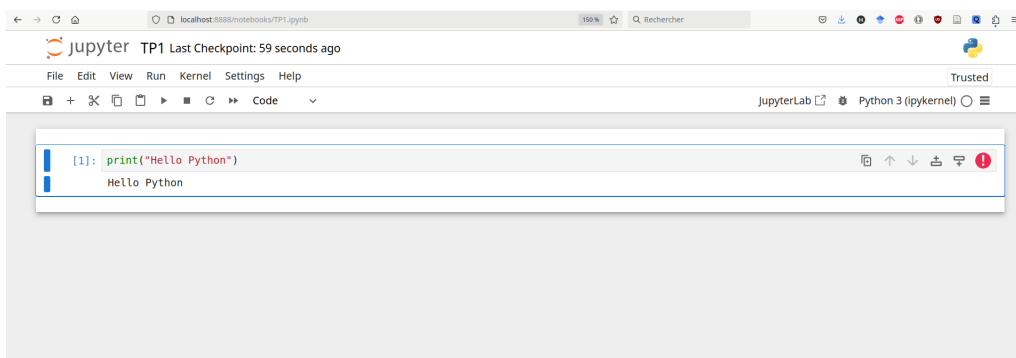 localhost:8888/notebooks/TP1.ipynb 150% Rechercher
jupyter TP1 Last Checkpoint: 59 seconds ago
File Edit View Run Kernel Settings Help Trusted
Code JupyterLab Python 3 (ipykernel)
[1]: print("Hello Python")
Hello Python